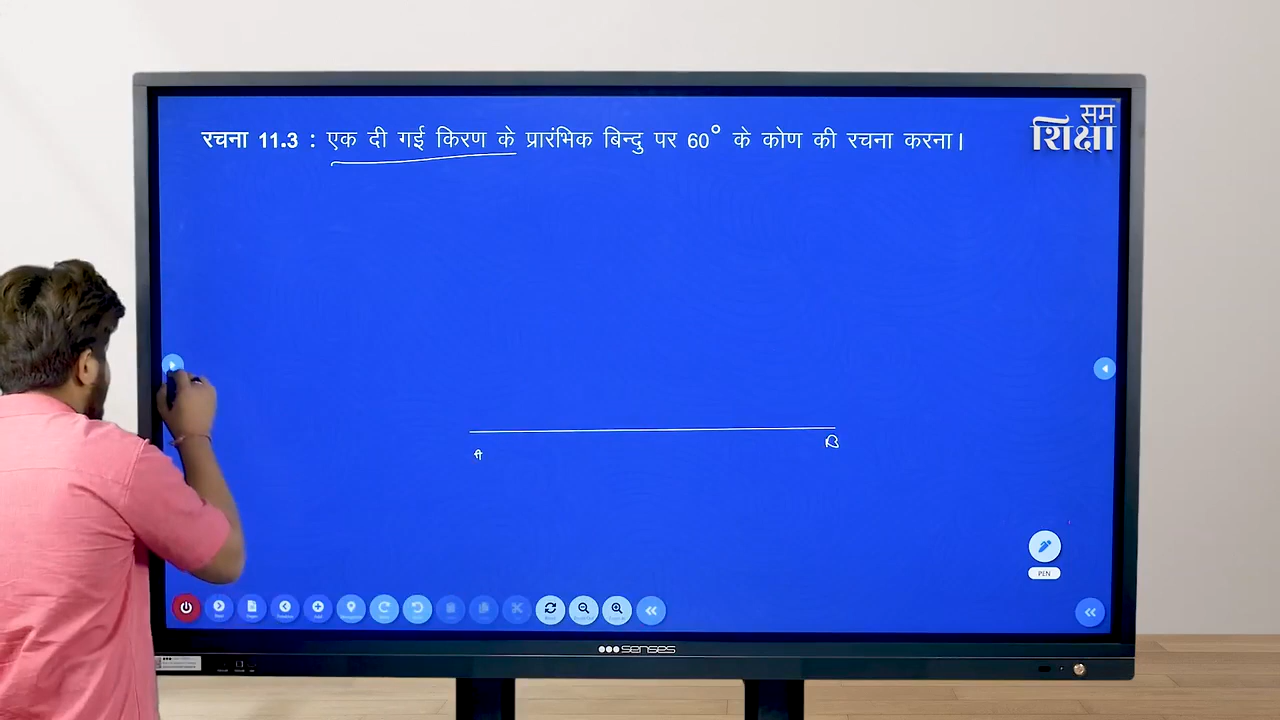 सम
शिक्षा
रचना 11.3 : एक दी गई किरण के प्रारंभिक बिन्दु पर 60° के कोण की रचना करना।
A
B
PEN
senses